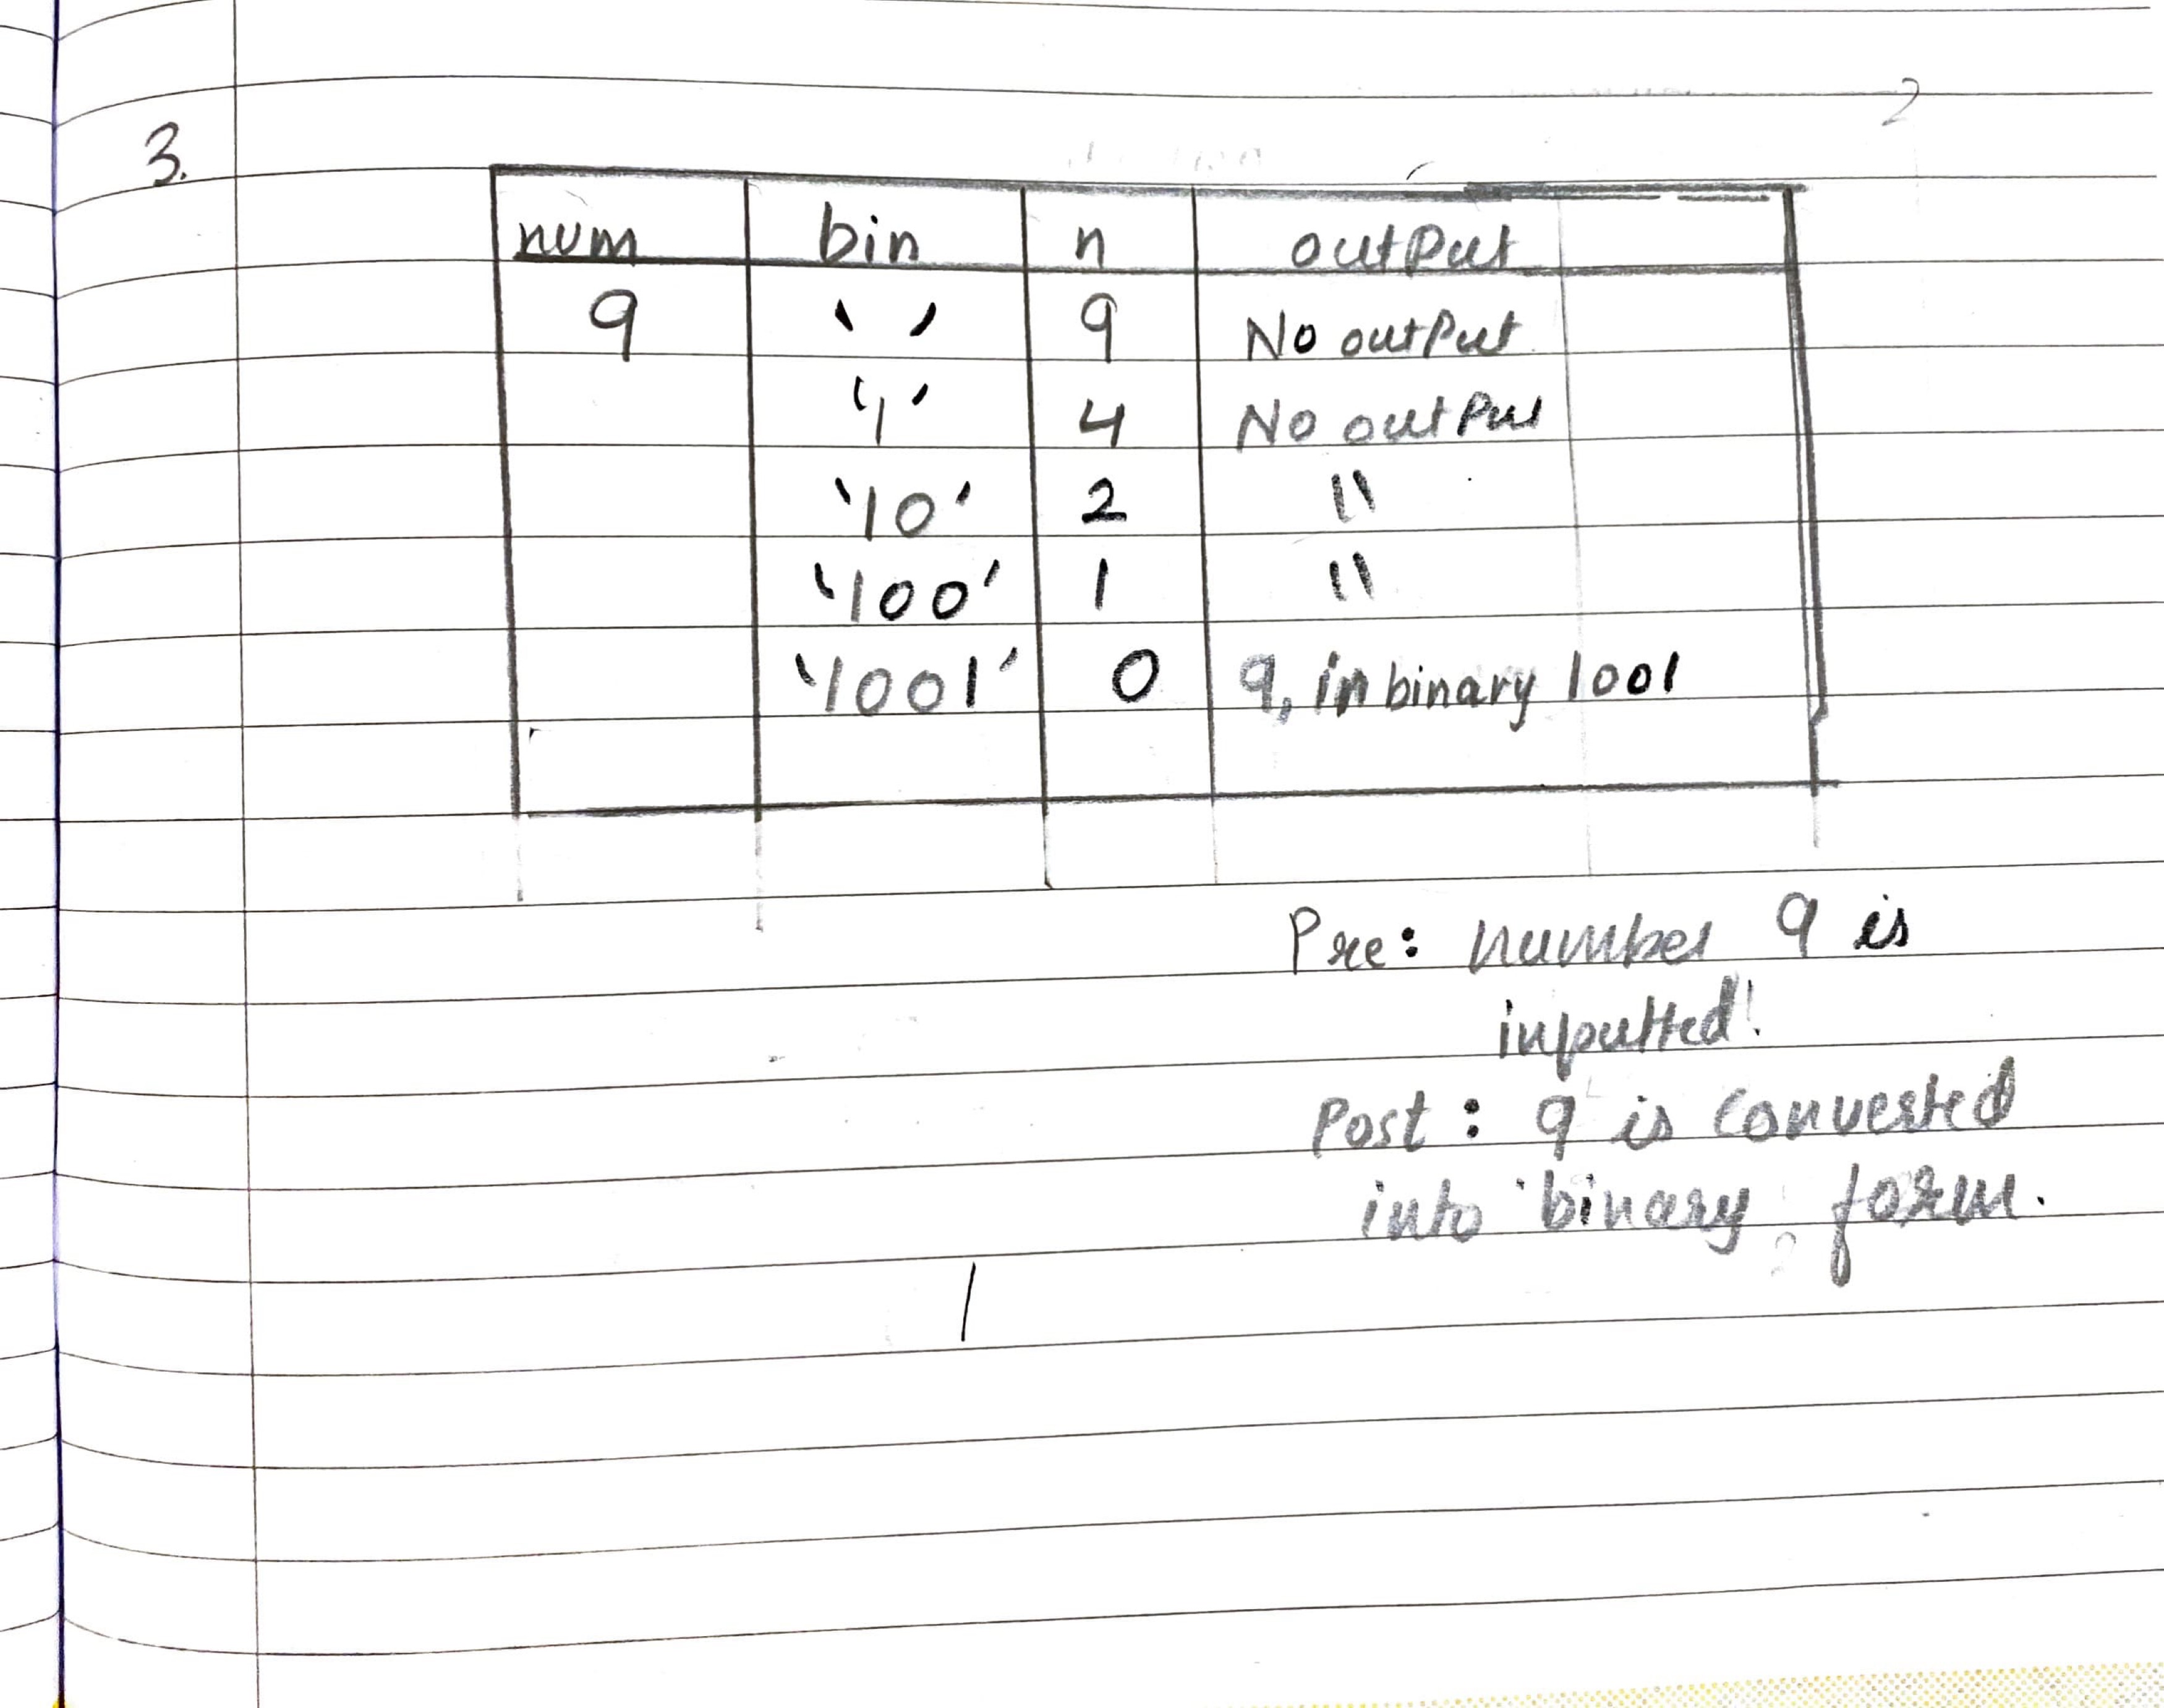 3.
num bin n output
9 ' ' 9 No output
'1' 4 No output
'10' 2 "
'100' 1 "
'1001' 0 9, in binary 1001
Pre: number 9 is
inputted!
Post: 9 is converted
into binary form.